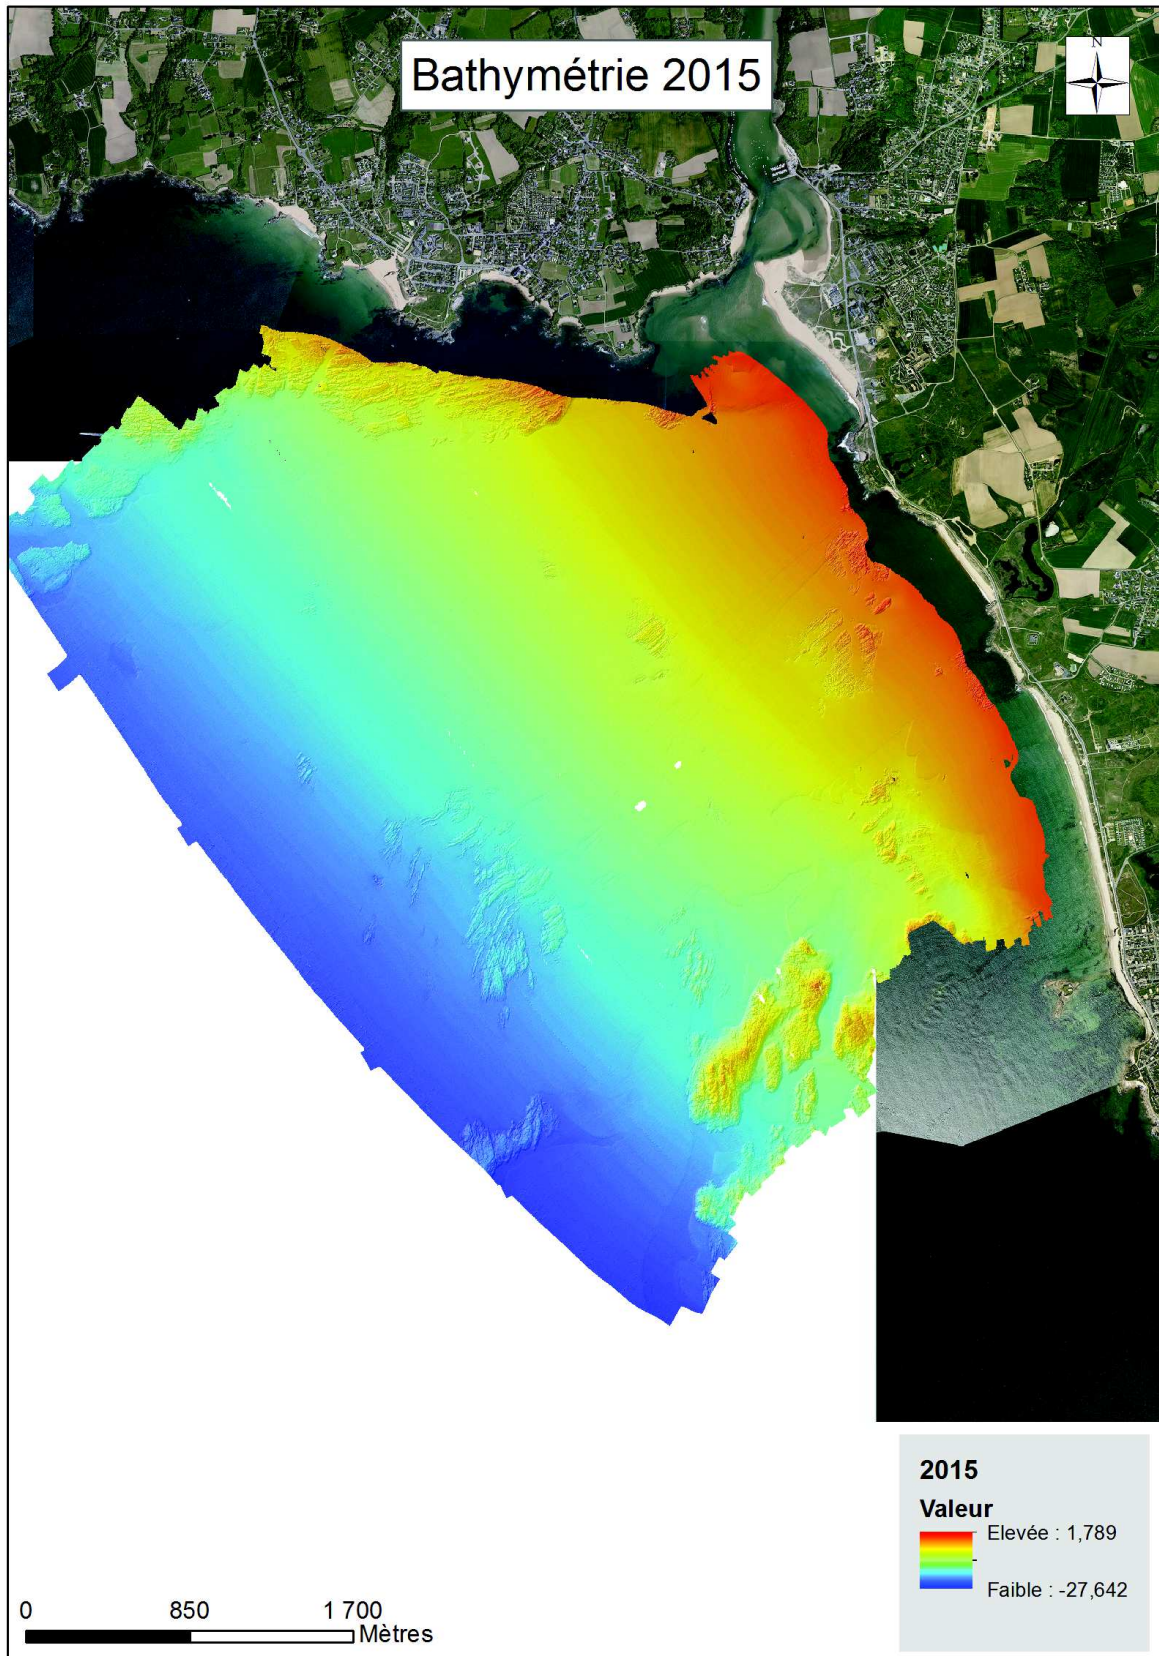 Bathymétrie 2015
N
2015
Valeur
Elevée : 1,789
Faible : -27,642
0 850 1 700
Mètres